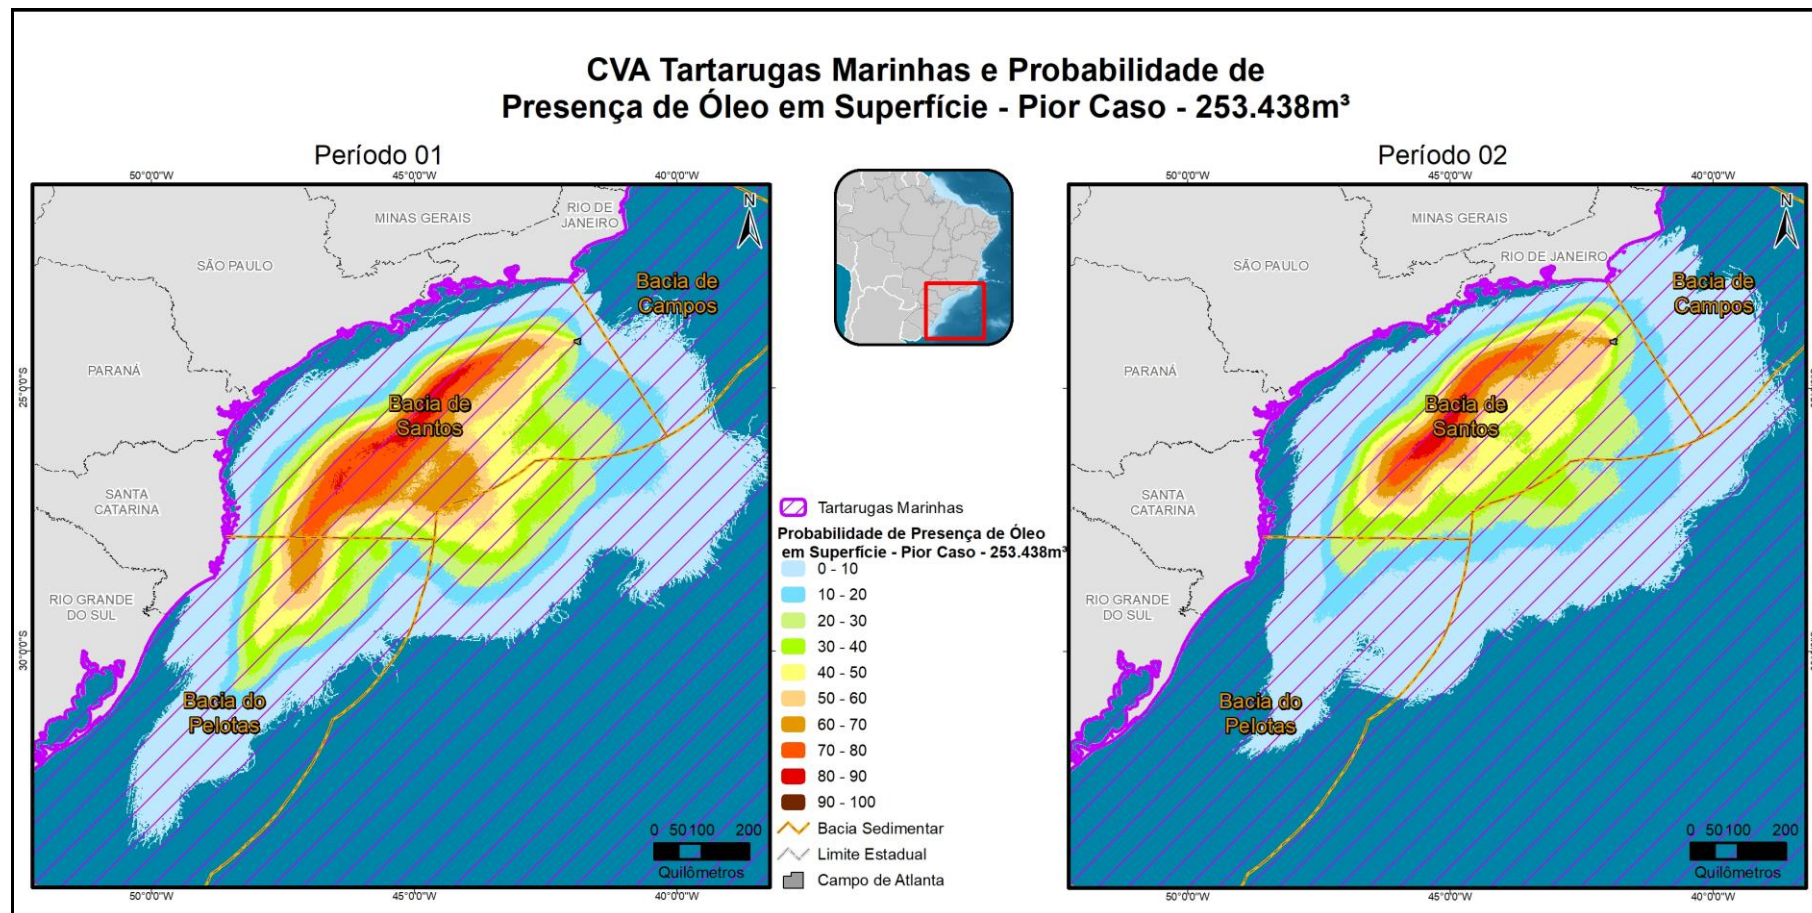 CVA Tartarugas Marinhas e Probabilidade de
Presença de Óleo em Superfície - Pior Caso - 253.438m³
Período 01
50°0'0"W
45°0'0"W
40°0'0"W
N
MINAS GERAIS
RIO DE
JANEIRO
SÃO PAULO
Bacia de
Campos
PARANÁ
25°0'0"S
Bacia de
Santos
SANTA
CATARINA
RIO GRANDE
DO SUL
30°0'0"S
Bacia do
Pelotas
0 50 100 200
Quilômetros
50°0'0"W
45°0'0"W
40°0'0"W
Tartarugas Marinhas
Probabilidade de Presença de Óleo
em Superfície - Pior Caso - 253.438m³
0 - 10
10 - 20
20 - 30
30 - 40
40 - 50
50 - 60
60 - 70
70 - 80
80 - 90
90 - 100
Bacia Sedimentar
Limite Estadual
Campo de Atlanta
Período 02
50°0'0"W
45°0'0"W
40°0'0"W
N
MINAS GERAIS
RIO DE JANEIRO
SÃO PAULO
Bacia de
Campos
PARANÁ
Bacia de
Santos
SANTA
CATARINA
RIO GRANDE
DO SUL
Bacia do
Pelotas
0 50 100 200
Quilômetros
50°0'0"W
45°0'0"W
40°0'0"W